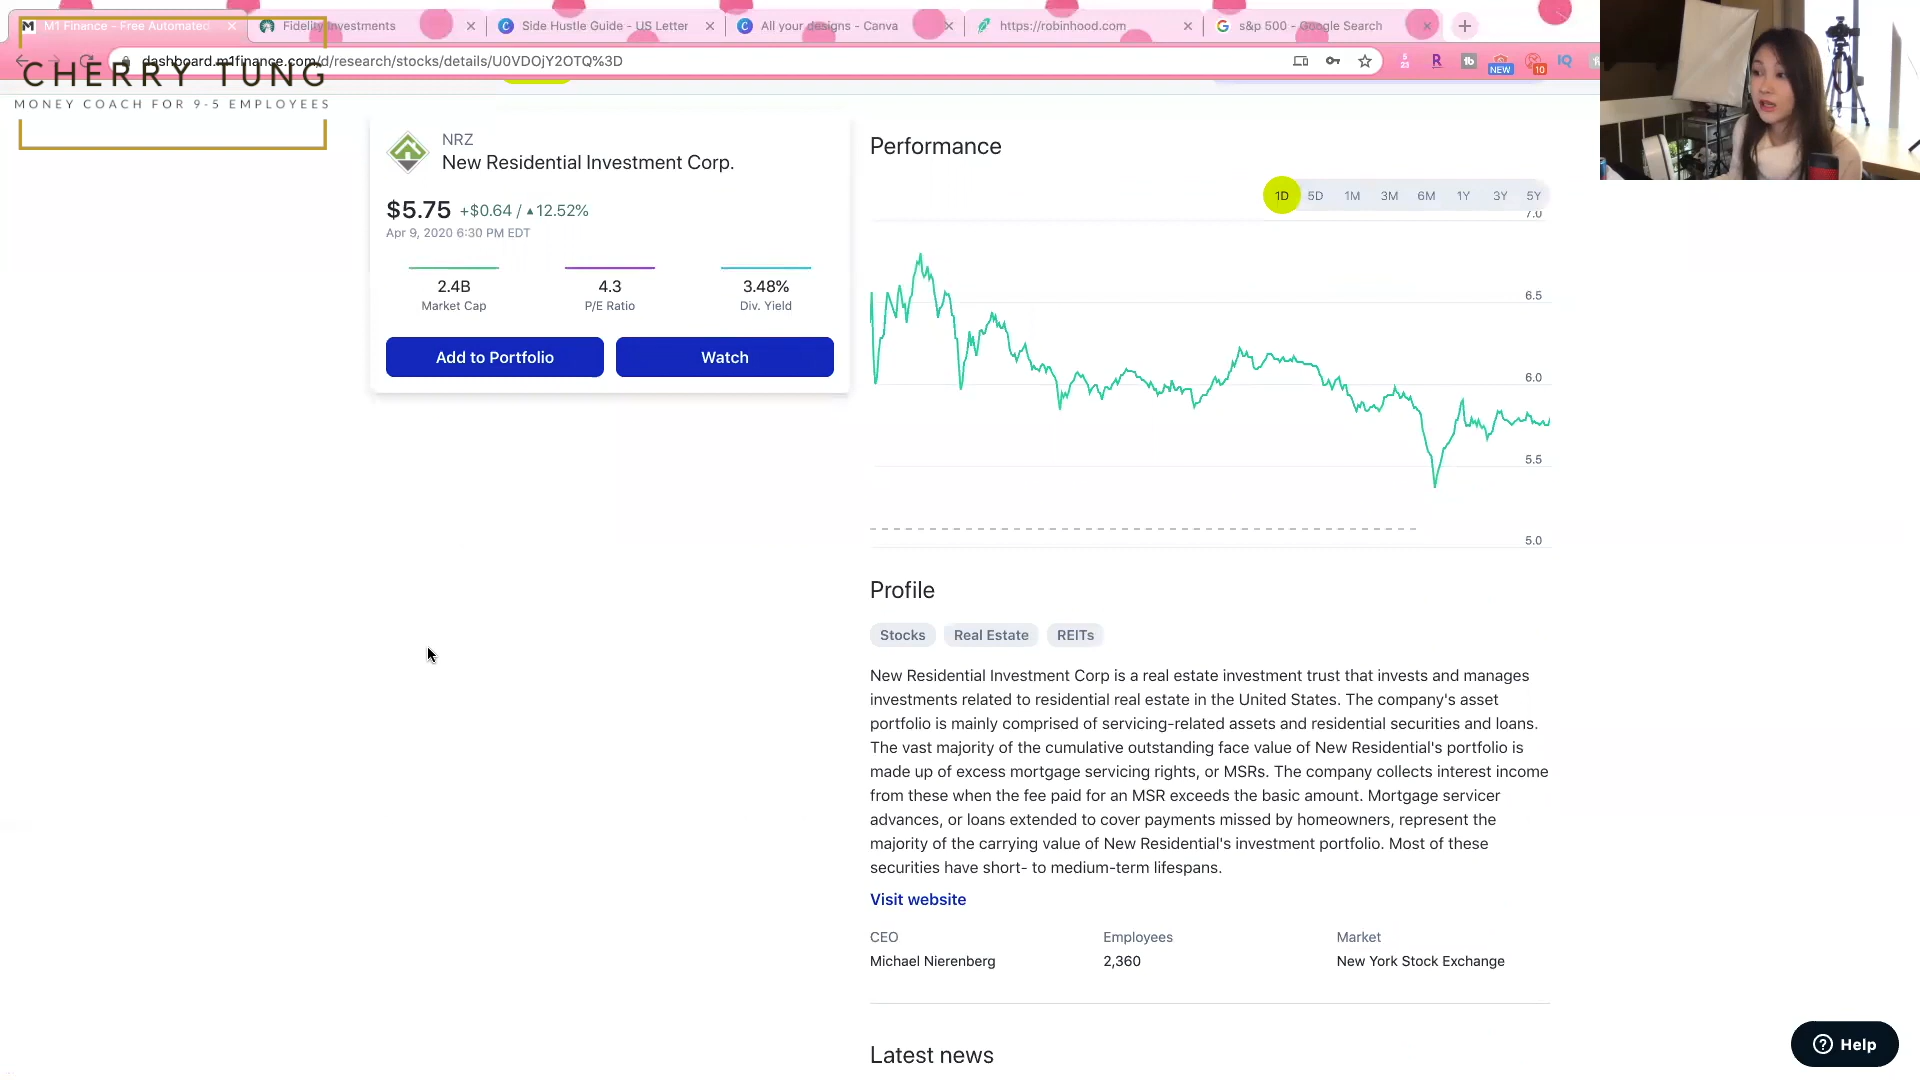 M1 Finance - Free Automated
Fidelity Investments
Side Hustle Guide - US Letter
All your designs - Canva
https://robinhood.com
s&p 500 - Google Search
dashboard.m1finance.com/d/research/stocks/details/U0VDOjY2OTQ%3D
5
23
R
tb
NEW
10
IQ
CHERRY TUNG
MONEY COACH FOR 9-5 EMPLOYEES
NRZ
New Residential Investment Corp.
$5.75 +$0.64 / ▲12.52%
Apr 9, 2020 6:30 PM EDT
2.4B 4.3 3.48%
Market Cap P/E Ratio Div. Yield
Add to Portfolio Watch
Performance
1D 5D 1M 3M 6M 1Y 3Y 5Y
7.0
6.5
6.0
5.5
5.0
Profile
Stocks Real Estate REITs
New Residential Investment Corp is a real estate investment trust that invests and manages
investments related to residential real estate in the United States. The company's asset
portfolio is mainly comprised of servicing-related assets and residential securities and loans.
The vast majority of the cumulative outstanding face value of New Residential's portfolio is
made up of excess mortgage servicing rights, or MSRs. The company collects interest income
from these when the fee paid for an MSR exceeds the basic amount. Mortgage servicer
advances, or loans extended to cover payments missed by homeowners, represent the
majority of the carrying value of New Residential's investment portfolio. Most of these
securities have short- to medium-term lifespans.
Visit website
CEO Employees Market
Michael Nierenberg 2,360 New York Stock Exchange
Latest news
Help